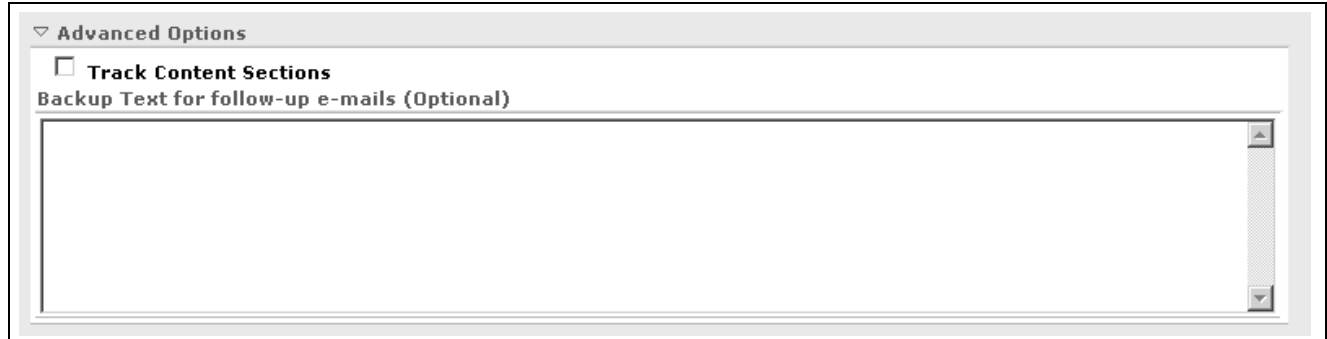 Advanced Options
Track Content Sections
Backup Text for follow-up e-mails (Optional)